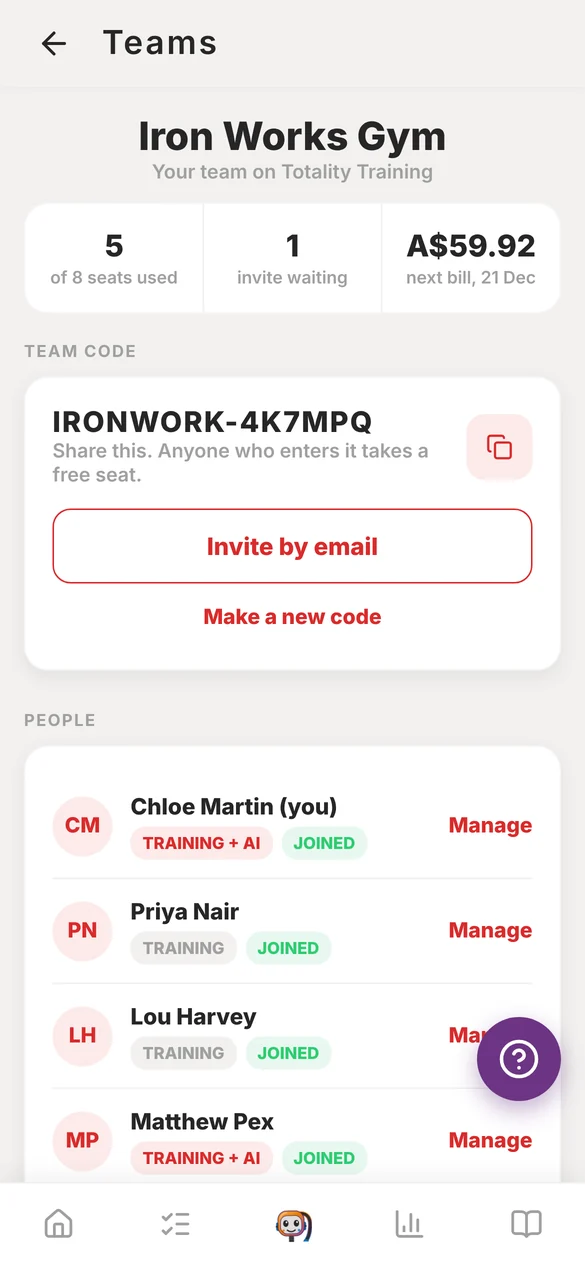 Teams
Iron Works Gym
Your team on Totality Training
5
of 8 seats used
1
invite waiting
A$59.92
next bill, 21 Dec
TEAM CODE
IRONWORK-4K7MPQ
Share this. Anyone who enters it takes a
free seat.
Invite by email
Make a new code
PEOPLE
CM
Chloe Martin (you)
TRAINING + AI
JOINED
Manage
PN
Priya Nair
TRAINING
JOINED
Manage
LH
Lou Harvey
TRAINING
JOINED
MP
Matthew Pex
TRAINING + AI
JOINED
Manage